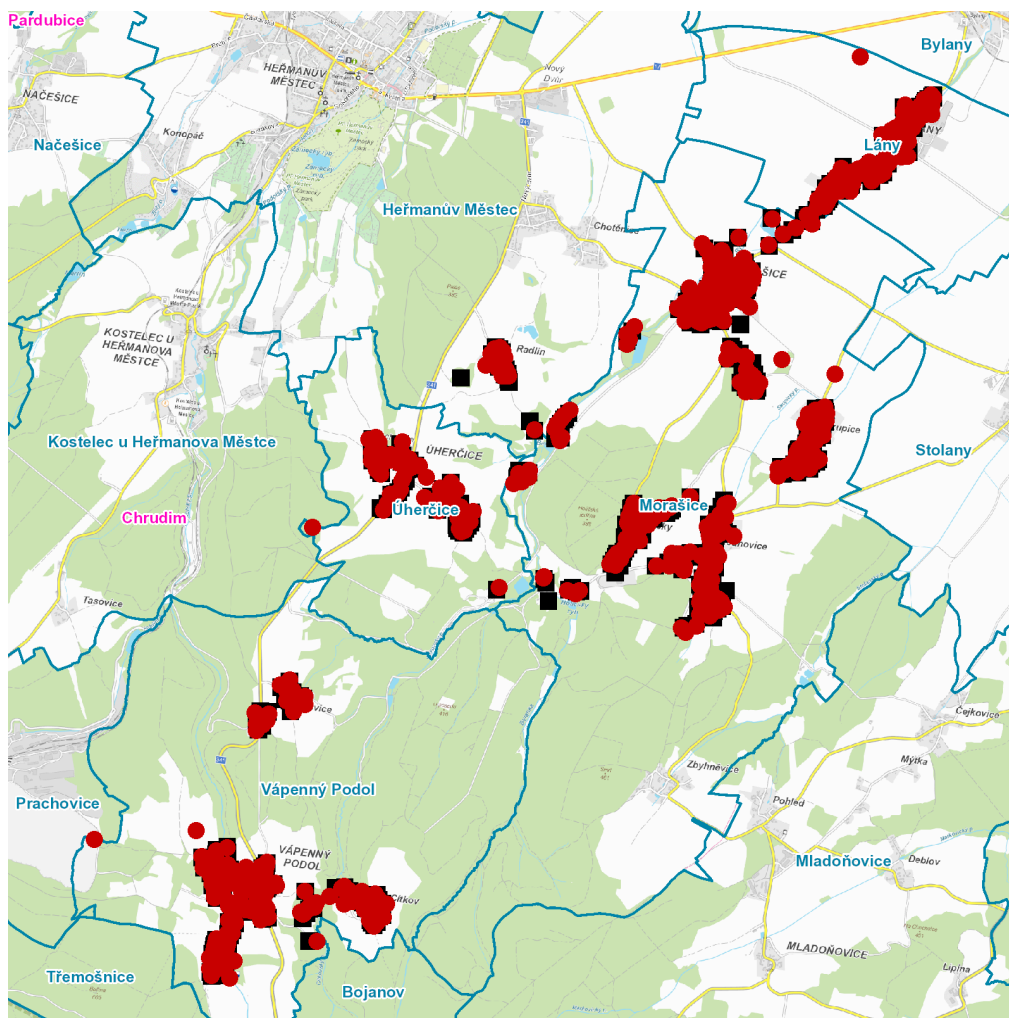 Pardubice
Bylany
HEŘMANŮV
MĚSTEC
Nový
Dvůr
NAČEŠICE
Konopáč
Načešice
Lány
Heřmanův Městec
Chotěnice
KOSTELEC U
HEŘMANOVA
MĚSTCE
Radlín
Kostelec u Heřmanova Městce
ÚHERČICE
Stolany
Chrudim
Úherčice
Morašice
Tasovice
Čejkovice
Mýtka
Zbyhněvice
Prachovice
Vápenný Podol
Pohled
VÁPENNÝ
PODOL
Mladoňovice
Deblov
Citkov
MLADOŇOVICE
Lipina
Třemošnice
Bojanov